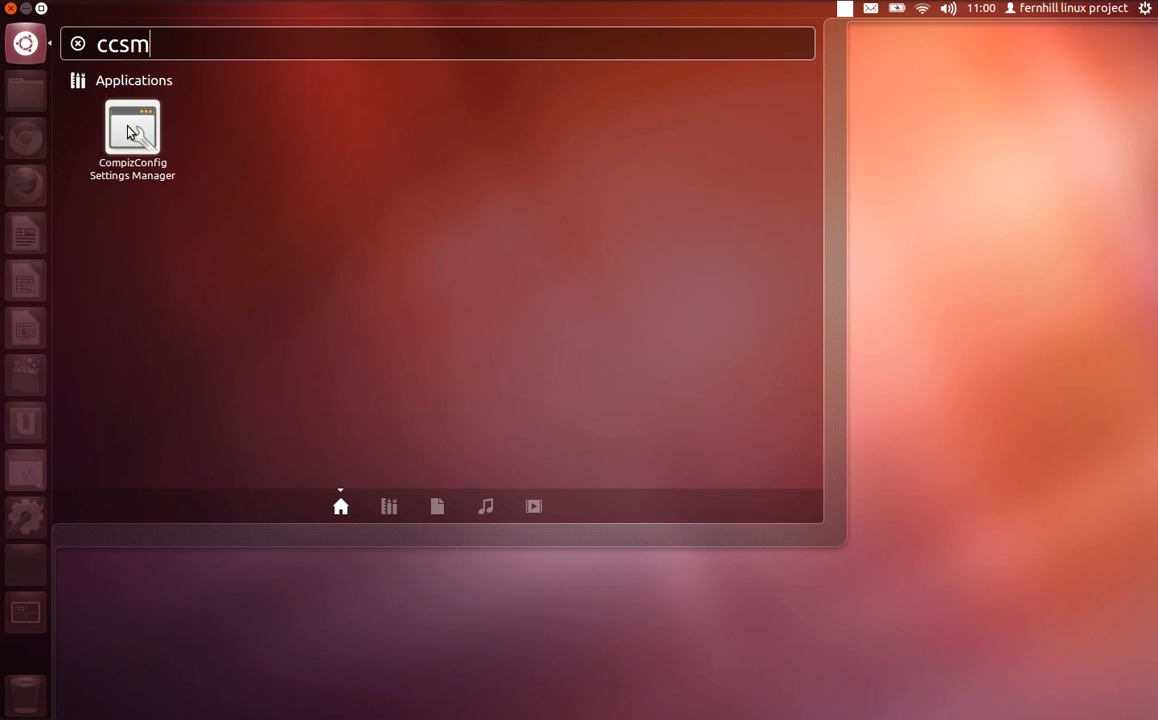 11:00 fernhill linux project
ccsm
Applications
CompizConfig
Settings Manager